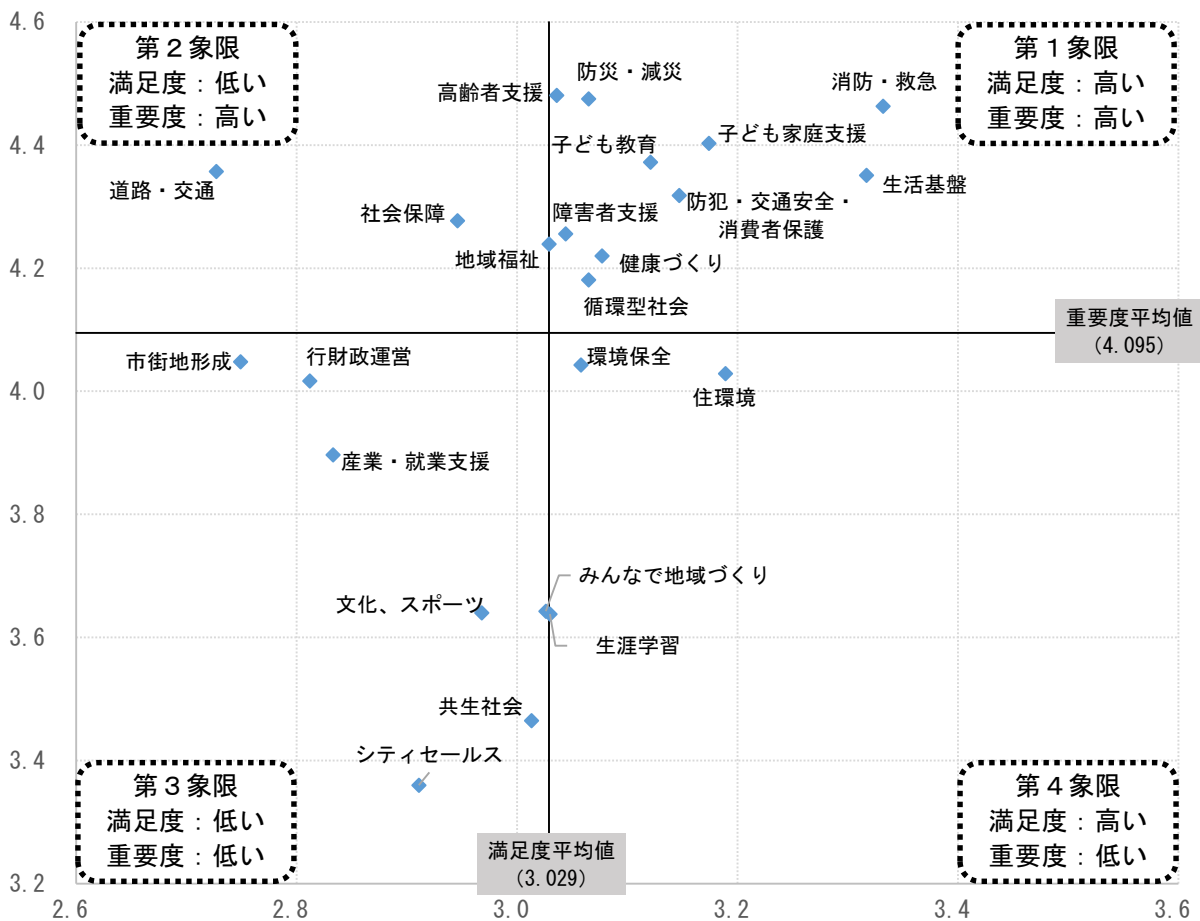 4.6
4.4
4.2
4.0
3.8
3.6
3.4
3.2
第２象限
満足度：低い
重要度：高い
第１象限
満足度：高い
重要度：高い
防災・減災
高齢者支援
消防・救急
子ども家庭支援
子ども教育
道路・交通
生活基盤
防犯・交通安全・
消費者保護
社会保障
障害者支援
地域福祉
健康づくり
循環型社会
重要度平均値
（4.095）
市街地形成
行財政運営
環境保全
住環境
産業・就業支援
みんなで地域づくり
文化、スポーツ
生涯学習
共生社会
シティセールス
第３象限
満足度：低い
重要度：低い
第４象限
満足度：高い
重要度：低い
満足度平均値
（3.029）
2.6
2.8
3.0
3.2
3.4
3.6